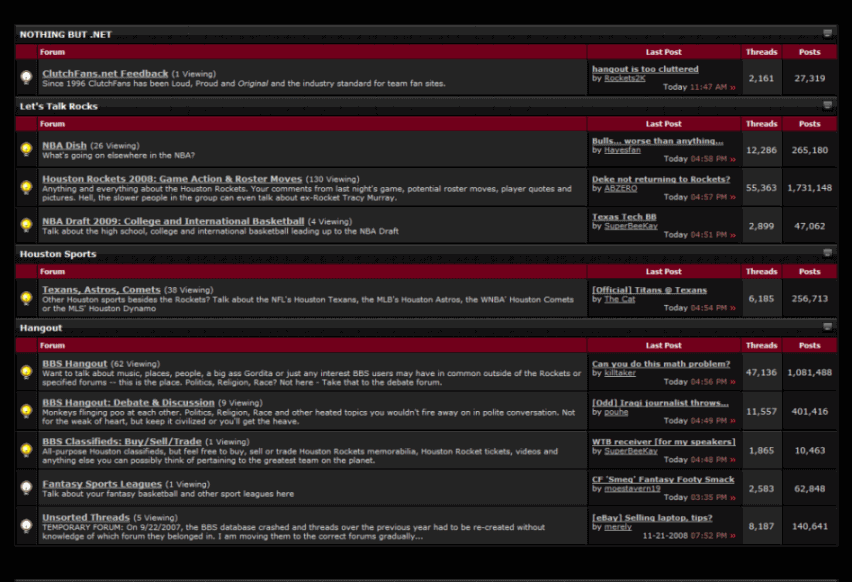 NOTHING BUT .NET
Forum Last Post Threads Posts
ClutchFans.net Feedback (1 Viewing) hangout is too cluttered
Since 1996 ClutchFans has been Loud, Proud and Original and the industry standard for team fan sites. by Rockets2K 2,161 27,319
Today 11:47 AM »
Let's Talk Rocks
Forum Last Post Threads Posts
NBA Dish (26 Viewing) Bulls... worse than anything...
What's going on elsewhere in the NBA? by Hayesfan 12,286 265,180
Today 04:58 PM »
Houston Rockets 2008: Game Action & Roster Moves (130 Viewing) Deke not returning to Rockets?
Anything and everything about the Houston Rockets. Your comments from last night's game, potential roster moves, player quotes and by ABZERO 55,363 1,731,148
pictures. Hell, the slower people in the group can even talk about ex-Rocket Tracy Murray. Today 04:57 PM »
NBA Draft 2009: College and International Basketball (4 Viewing) Texas Tech BB
Talk about the high school, college and international basketball leading up to the NBA Draft by SuperBeeKay 2,899 47,062
Today 04:51 PM »
Houston Sports
Forum Last Post Threads Posts
Texans, Astros, Comets (38 Viewing) [Official] Titans @ Texans
Other Houston sports besides the Rockets? Talk about the NFL's Houston Texans, the MLB's Houston Astros, the WNBA' Houston Comets by The Cat 6,185 256,713
or the MLS' Houston Dynamo Today 04:54 PM »
Hangout
Forum Last Post Threads Posts
BBS Hangout (62 Viewing) Can you do this math problem?
Want to talk about music, places, people, a big ass Gordita or just any interest BBS users may have in common outside of the Rockets or by killtaker 47,136 1,081,488
specified forums -- this is the place. Politics, Religion, Race? Not here - Take that to the debate forum. Today 04:56 PM »
BBS Hangout: Debate & Discussion (9 Viewing) [Odd] Iraqi journalist throws...
Monkeys flinging poo at each other. Politics, Religion, Race and other heated topics you wouldn't fire away on in polite conversation. Not by pouhe 11,557 401,416
for the weak of heart, but keep it civilized or you'll get the heave. Today 04:49 PM »
BBS Classifieds: Buy/Sell/Trade (1 Viewing) WTB receiver [for my speakers]
All-purpose Houston classifieds, but feel free to buy, sell or trade Houston Rockets memorabilia, Houston Rocket tickets, videos and by SuperBeeKay 1,865 10,463
anything else you can possibly think of pertaining to the greatest team on the planet. Today 04:48 PM »
Fantasy Sports Leagues (1 Viewing) CF 'Smeg' Fantasy Footy Smack
Talk about your fantasy basketball and other sport leagues here by moestavern19 2,583 62,848
Today 03:35 PM »
Unsorted Threads (5 Viewing) [eBay] Selling laptop, tips?
TEMPORARY FORUM: On 9/22/2007, the BBS database crashed and threads over the previous year had to be re-created without by merely 8,187 140,641
knowledge of which forum they belonged in. I am moving them to the correct forums gradually... 11-21-2008 07:52 PM »